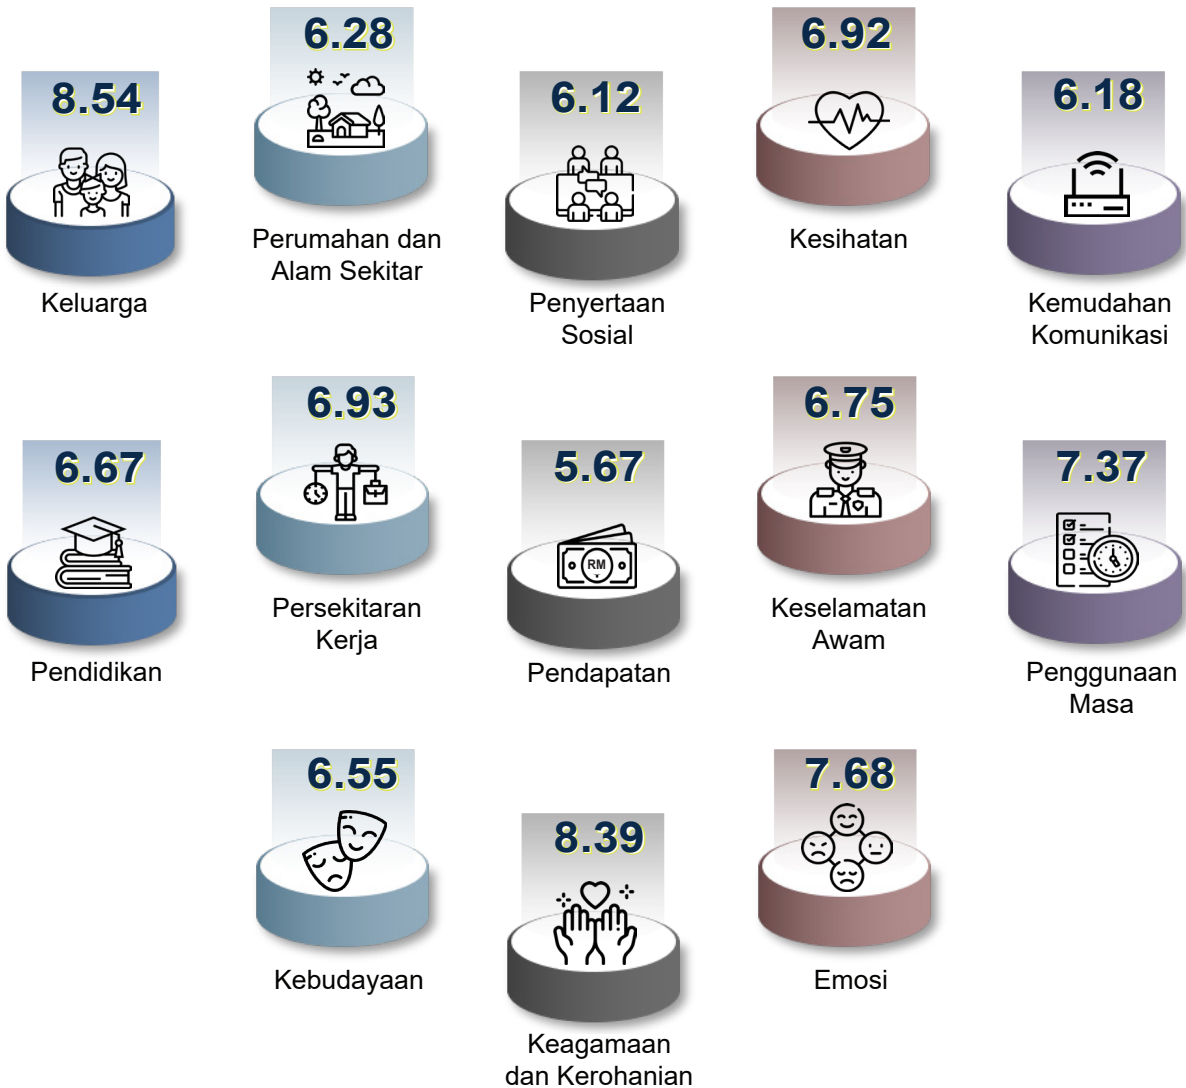 8.54
Keluarga
6.28
Perumahan dan
Alam Sekitar
6.12
Penyertaan
Sosial
6.92
Kesihatan
6.18
Kemudahan
Komunikasi
6.67
Pendidikan
6.93
Persekitaran
Kerja
5.67
RM
Pendapatan
6.75
Keselamatan
Awam
7.37
Penggunaan
Masa
6.55
Kebudayaan
8.39
Keagamaan
dan Kerohanian
7.68
Emosi